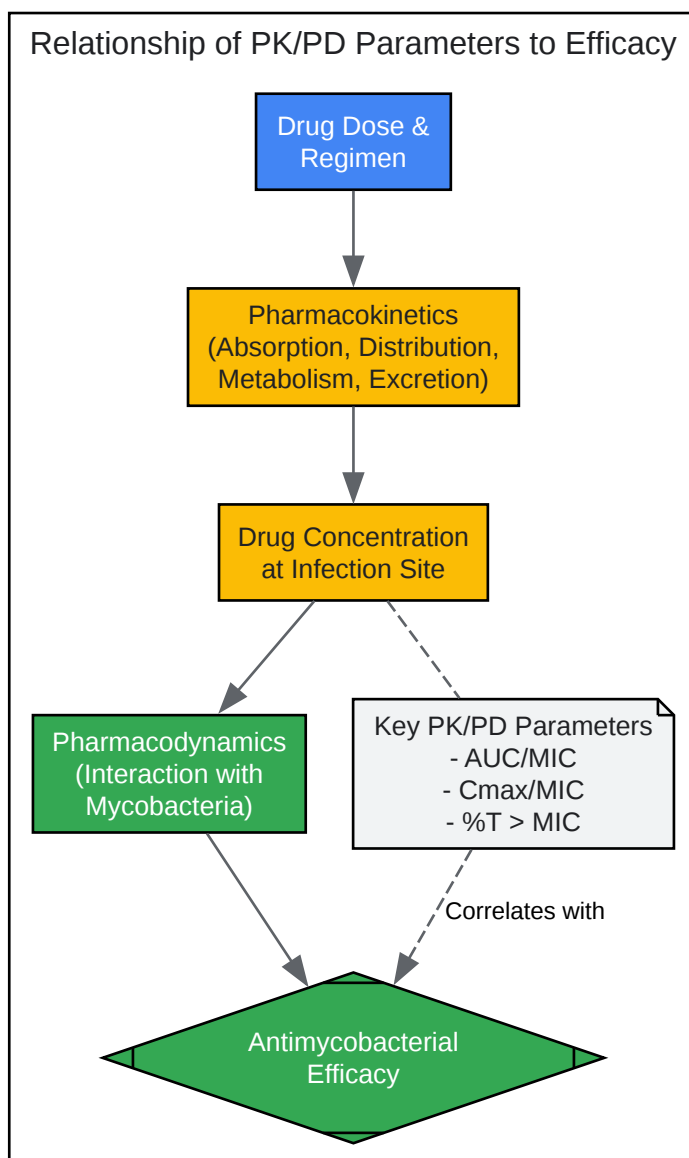 Relationship of PK/PD Parameters to Efficacy
Drug Dose &
Regimen
Pharmacokinetics
(Absorption, Distribution,
Metabolism, Excretion)
Drug Concentration
at Infection Site
Pharmacodynamics
(Interaction with
Mycobacteria)
Key PK/PD Parameters
- AUC/MIC
- Cmax/MIC
- %T > MIC
Correlates with
Antimycobacterial
Efficacy